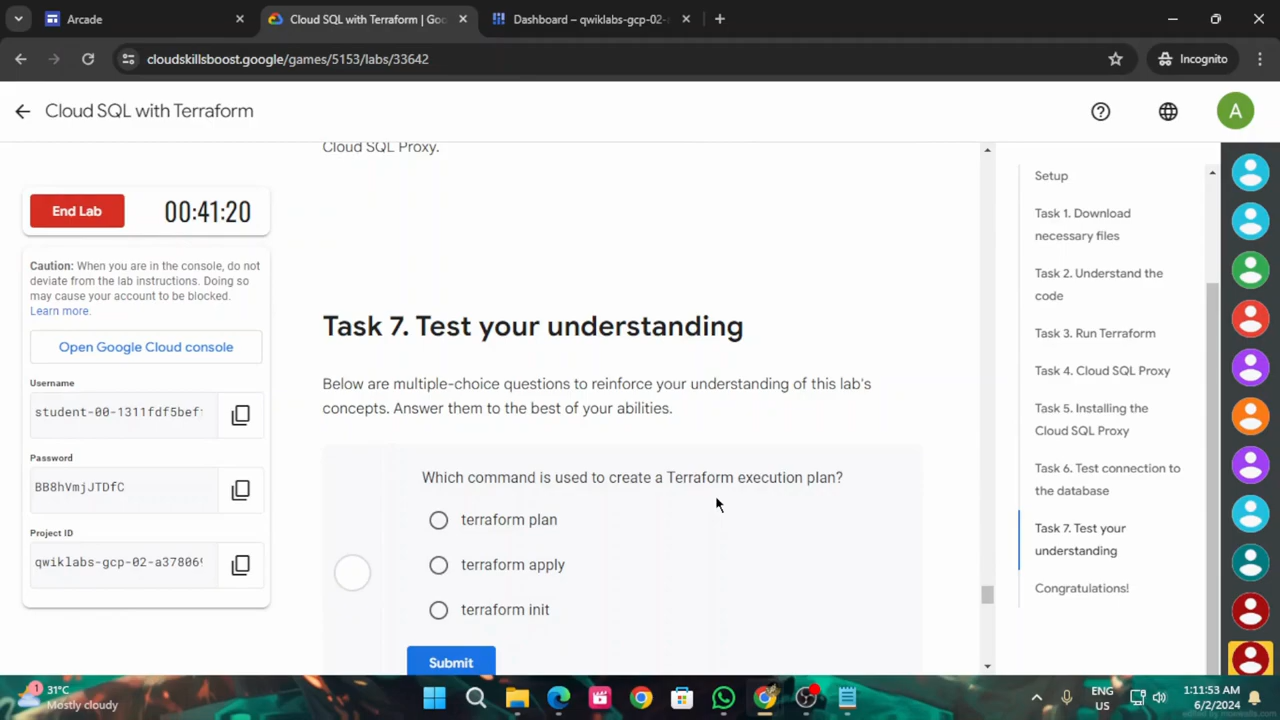 Arcade
Cloud SQL with Terraform | Goo
Dashboard – qwiklabs-gcp-02-
cloudskillsboost.google/games/5153/labs/33642
Incognito
Cloud SQL with Terraform
A
Cloud SQL Proxy.
End Lab
00:41:20
Caution: When you are in the console, do not
deviate from the lab instructions. Doing so
may cause your account to be blocked.
Learn more.
Open Google Cloud console
Username
student-00-1311fdf5bef
Password
BB8hVmjJTDfC
Project ID
qwiklabs-gcp-02-a37806
Task 7. Test your understanding
Below are multiple-choice questions to reinforce your understanding of this lab's
concepts. Answer them to the best of your abilities.
Which command is used to create a Terraform execution plan?
terraform plan
terraform apply
terraform init
Submit
Setup
Task 1. Download
necessary files
Task 2. Understand the
code
Task 3. Run Terraform
Task 4. Cloud SQL Proxy
Task 5. Installing the
Cloud SQL Proxy
Task 6. Test connection to
the database
Task 7. Test your
understanding
Congratulations!
1
31°C
Mostly cloudy
ENG
US
1:11:53 AM
6/2/2024